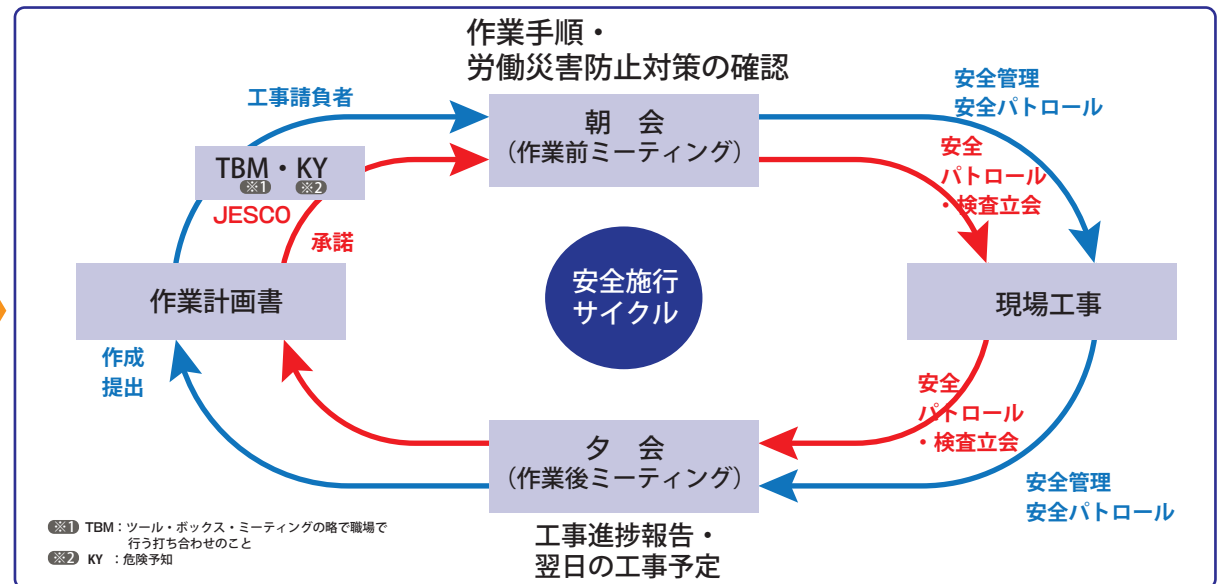 作業手順・
労働災害防止対策の確認
工事請負者
安全管理
安全パトロール
朝　会
（作業前ミーティング）
TBM・KY
※1 ※2
JESCO
承諾
安全
パトロール
・検査立会
安全施行
サイクル
作業計画書
現場工事
作成
提出
安全
パトロール
・検査立会
夕　会
（作業後ミーティング）
安全管理
安全パトロール
工事進捗報告・
翌日の工事予定
※1 TBM：ツール・ボックス・ミーティングの略で職場で
行う打ち合わせのこと
※2 KY ：危険予知